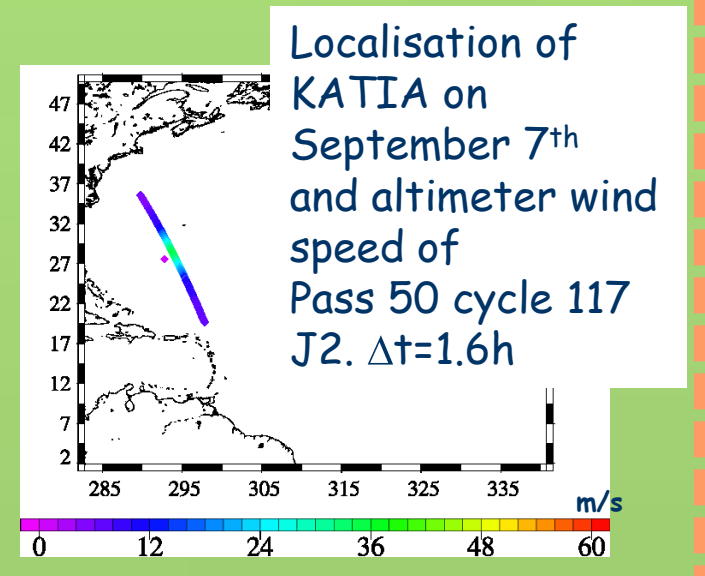 Localisation of
KATIA on
September 7th
and altimeter wind
speed of
Pass 50 cycle 117
J2. Δt=1.6h
47
42
37
32
27
22
17
12
7
2
285 295 305 315 325 335
m/s
0 12 24 36 48 60